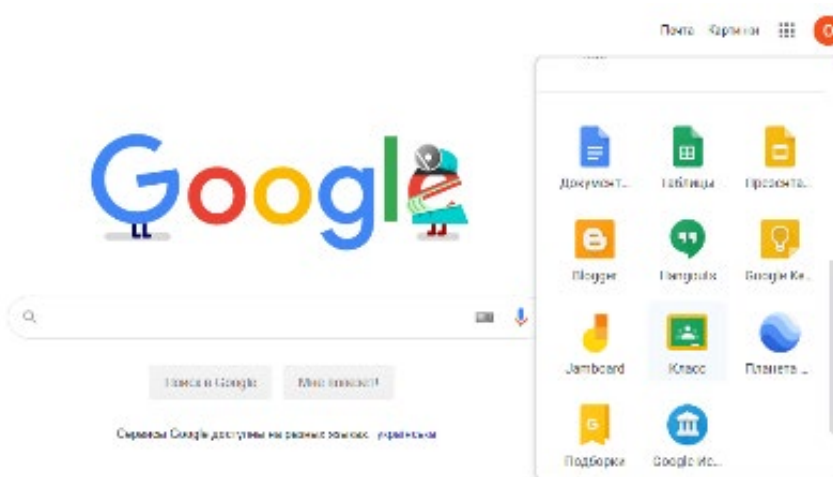 Почта Картинки
Google
Документ...
Таблицы
Презента...
Blogger
Hangouts
Google Ke...
Jamboard
Класс
Планета ...
Подборки
Google Ис...
Поиск в Google
Мне повезёт!
Сервисы Google доступны на разных языках: українська